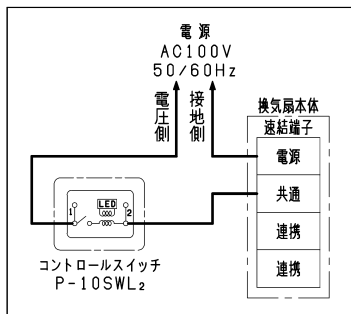 電源
AC100V
50/60Hz
電圧側
接地側
換気扇本体
速結端子
電源
共通
連携
連携
LED
1
2
コントロールスイッチ
P-10SWL₂